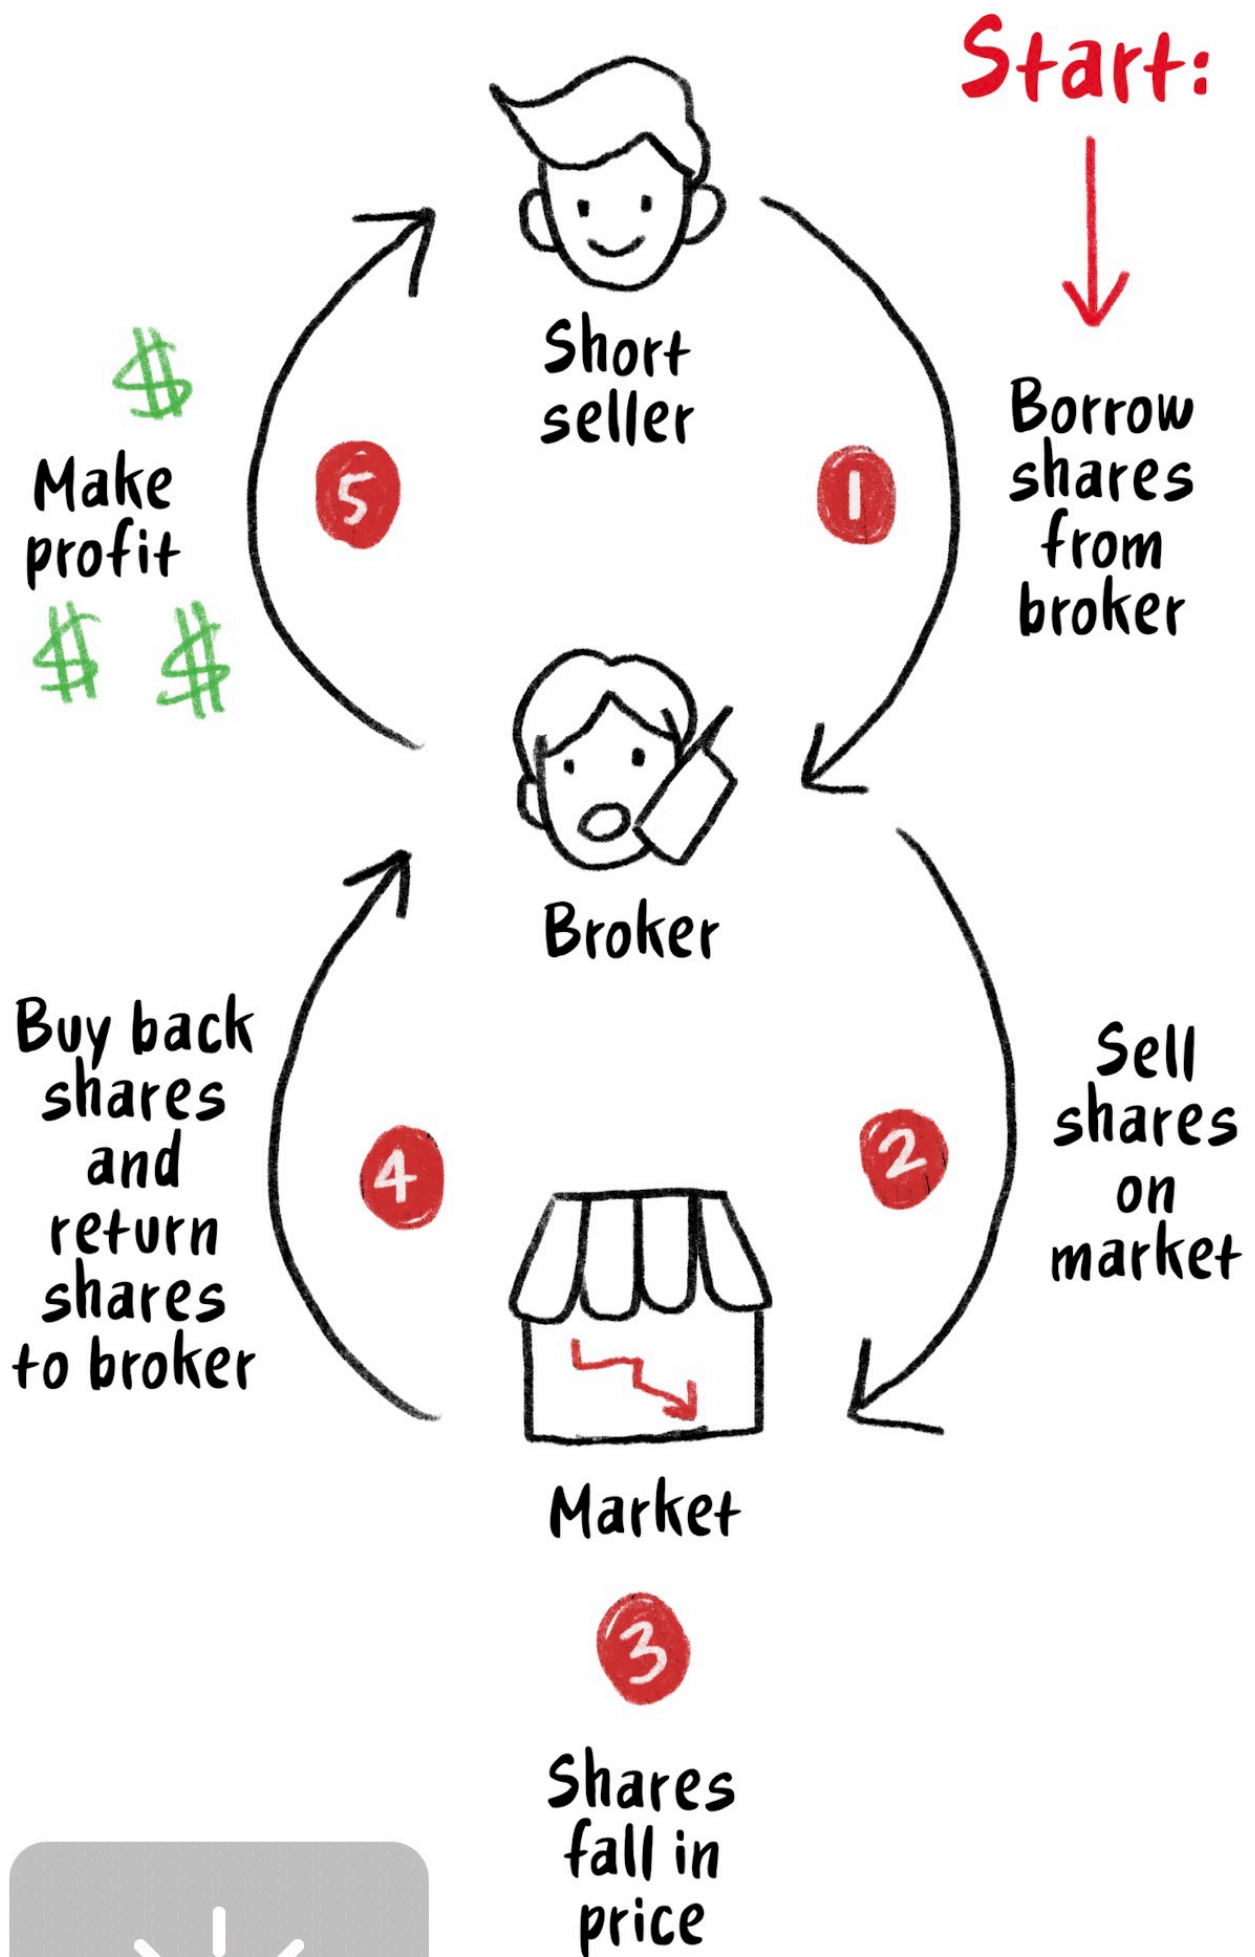 Start:
Short
seller
1
Borrow
shares
from
broker
Broker
2
Sell
shares
on
market
Market
3
Shares
fall in
price
4
Buy back
shares
and
return
shares
to broker
5
$
Make
profit
$ $